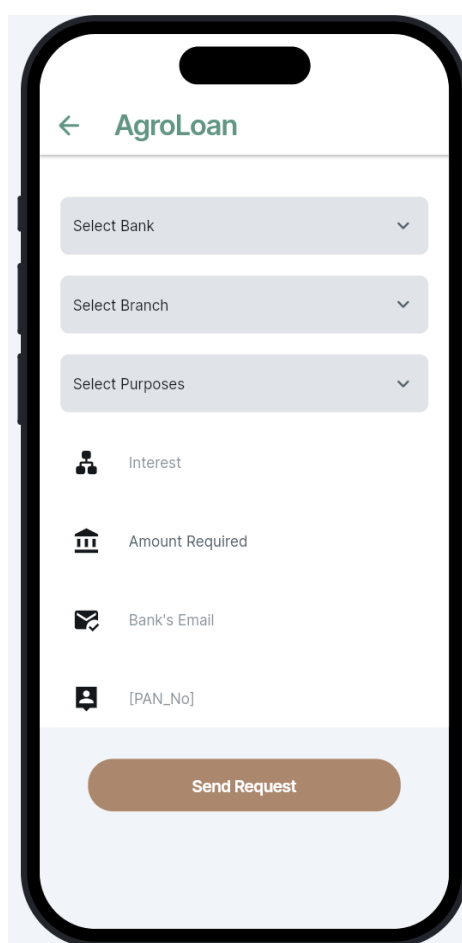 AgroLoan
Select Bank
Select Branch
Select Purposes
Interest
Amount Required
Bank's Email
[PAN_No]
Send Request